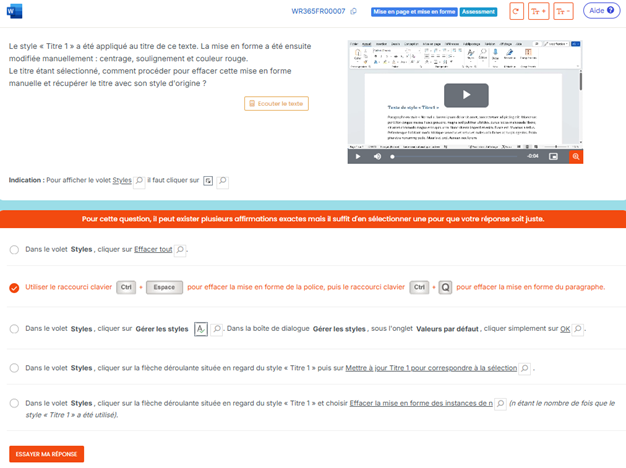 WR365FR00007 Mise en page et mise en forme Assessment Aide
Le style « Titre 1 » a été appliqué au titre de ce texte. La mise en forme a été ensuite
modifiée manuellement : centrage, soulignement et couleur orange.
Le titre étant sélectionné, comment procéder pour effacer cette mise en forme
manuelle et récupérer le titre avec son style d'origine ?
Ecouter le texte
Texte de style « Titre 1 »
-0:04
Indication : Pour afficher le volet Styles il faut cliquer sur
Pour cette question, il peut exister plusieurs affirmations exactes mais il suffit d'en sélectionner une pour que votre réponse soit juste.
Dans le volet Styles, cliquer sur Effacer tout.
Utiliser le raccourci clavier Ctrl + Espace pour effacer la mise en forme de la police, puis le raccourci clavier Ctrl + Q pour effacer la mise en forme du paragraphe.
Dans le volet Styles, cliquer sur Gérer les styles. Dans la boîte de dialogue Gérer les styles, sous l'onglet Valeurs par défaut, cliquer simplement sur OK.
Dans le volet Styles, cliquer sur la flèche déroulante située en regard du style « Titre 1 » puis sur Mettre à jour Titre 1 pour correspondre à la sélection.
Dans le volet Styles, cliquer sur la flèche déroulante située en regard du style « Titre 1 » et choisir Effacer la mise en forme des instances de n (n étant le nombre de fois que le
style « Titre 1 » a été utilisé).
ESSAYER MA RÉPONSE